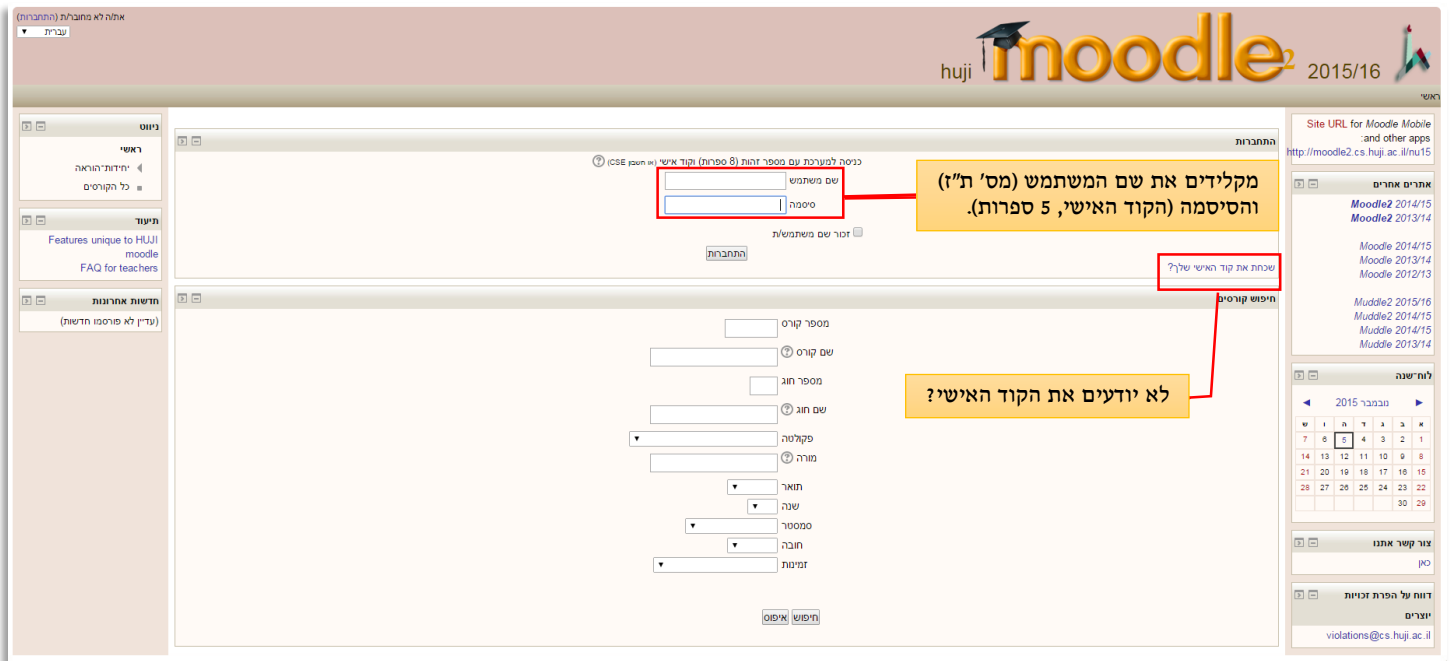 את/ה לא מחובר/ת (התחברות)
עברית
huji moodle2 2015/16
ראשי
Site URL for Moodle Mobile
and other apps:
http://moodle2.cs.huji.ac.il/nu15
אתרים אחרים
Moodle2 2014/15
Moodle2 2013/14
Moodle 2014/15
Moodle 2013/14
Moodle 2012/13
Muddle2 2015/16
Muddle2 2014/15
Muddle 2014/15
Muddle 2013/14
לוח־שנה
► נובמבר 2015 ◄
א ב ג ד ה ו ש
1 2 3 4 5 6 7
8 9 10 11 12 13 14
15 16 17 18 19 20 21
22 23 24 25 26 27 28
29 30
צור קשר אתנו
כאן
דווח על הפרת זכויות
יוצרים
violations@cs.huji.ac.il
התחברות
כניסה למערכת עם מספר זהות (8 ספרות) וקוד אישי (או חשבון CSE)
שם משתמש
סיסמה
מקלידים את שם המשתמש (מס' ת"ז)
והסיסמה (הקוד האישי, 5 ספרות).
זכור שם משתמש/ת
התחברות
שכחת את קוד האישי שלך?
חיפוש קורסים
מספר קורס
שם קורס
מספר חוג
שם חוג
לא יודעים את הקוד האישי?
פקולטה
מורה
תואר
שנה
סמסטר
חובה
זמינות
חיפוש איפוס
ניווט
ראשי
יחידות־הוראה
כל הקורסים
תיעוד
Features unique to HUJI
moodle
FAQ for teachers
חדשות אחרונות
(עדיין לא פורסמו חדשות)